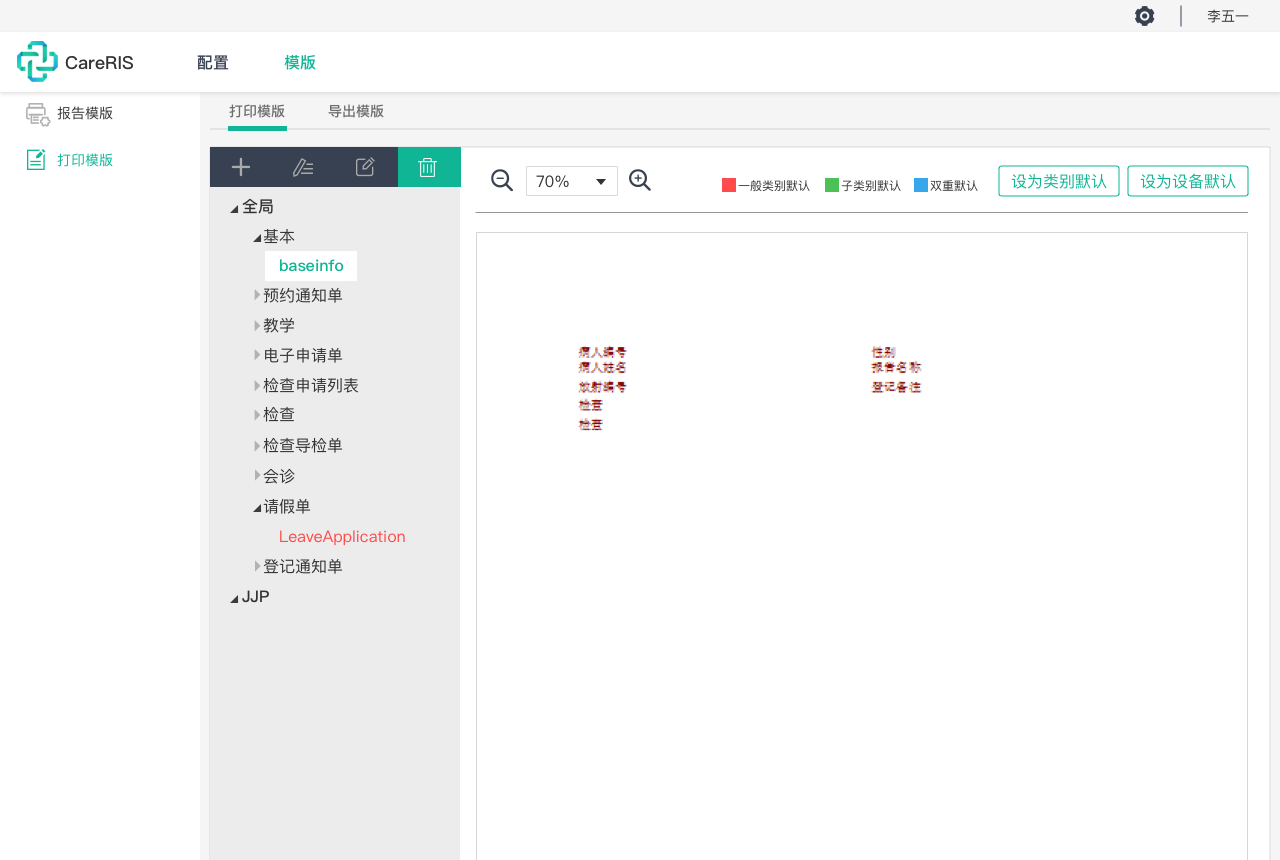 李五一
CareRIS 配置 模版
报告模版
打印模版
打印模版 导出模版
70% 一般类别默认 子类别默认 双重默认 设为类别默认 设为设备默认
全局
基本
baseinfo
预约通知单
教学
电子申请单
检查申请列表
检查
检查导检单
会诊
请假单
LeaveApplication
登记通知单
JJP
病人编号 性别
病人姓名 报告名称
放射编号 登记备注
检查
检查